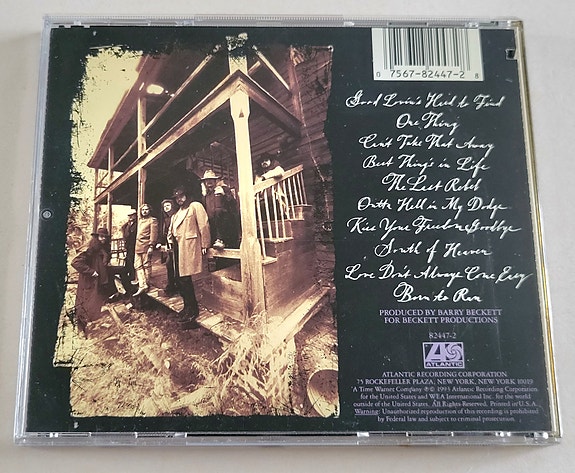 0 7567-82447-2 8
Good Lovin's Hard to Find
One Thing
Can't Take That Away
Best Things in Life
The Last Rebel
Outta Hell in My Dodge
Kiss Your Freedom Goodbye
South of Heaven
Love Don't Always Come Easy
Born to Run
PRODUCED BY BARRY BECKETT
FOR BECKETT PRODUCTIONS
82447-2
ATLANTIC
ATLANTIC RECORDING CORPORATION
75 ROCKEFELLER PLAZA, NEW YORK, NEW YORK 10019
A Time Warner Company ℗© 1993 Atlantic Recording Corporation
for the United States and WEA International Inc. for the world
outside of the United States. All Rights Reserved. Printed in U.S.A.
Warning: Unauthorized reproduction of this recording is prohibited
by Federal law and subject to criminal prosecution.